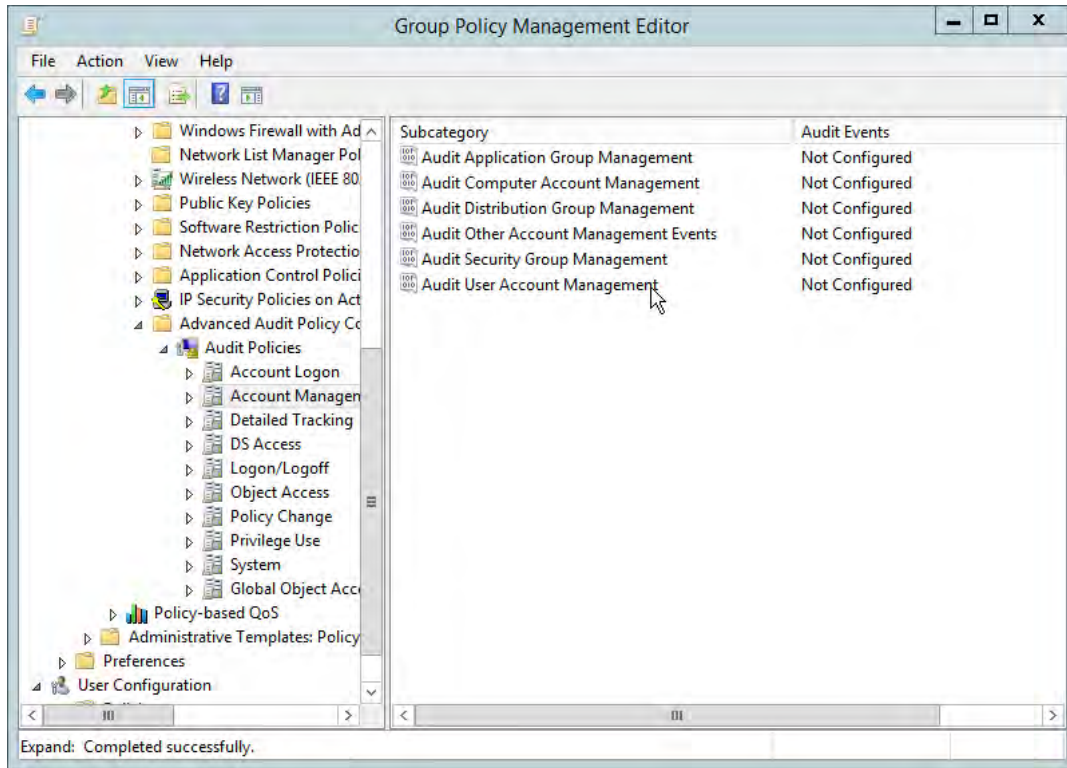 Group Policy Management Editor
File Action View Help
Windows Firewall with Ad
Network List Manager Pol
Wireless Network (IEEE 80
Public Key Policies
Software Restriction Polic
Network Access Protectio
Application Control Polici
IP Security Policies on Act
Advanced Audit Policy Co
Audit Policies
Account Logon
Account Managen
Detailed Tracking
DS Access
Logon/Logoff
Object Access
Policy Change
Privilege Use
System
Global Object Acce
Policy-based QoS
Administrative Templates: Policy
Preferences
User Configuration
Subcategory Audit Events
Audit Application Group Management Not Configured
Audit Computer Account Management Not Configured
Audit Distribution Group Management Not Configured
Audit Other Account Management Events Not Configured
Audit Security Group Management Not Configured
Audit User Account Management Not Configured
Expand: Completed successfully.